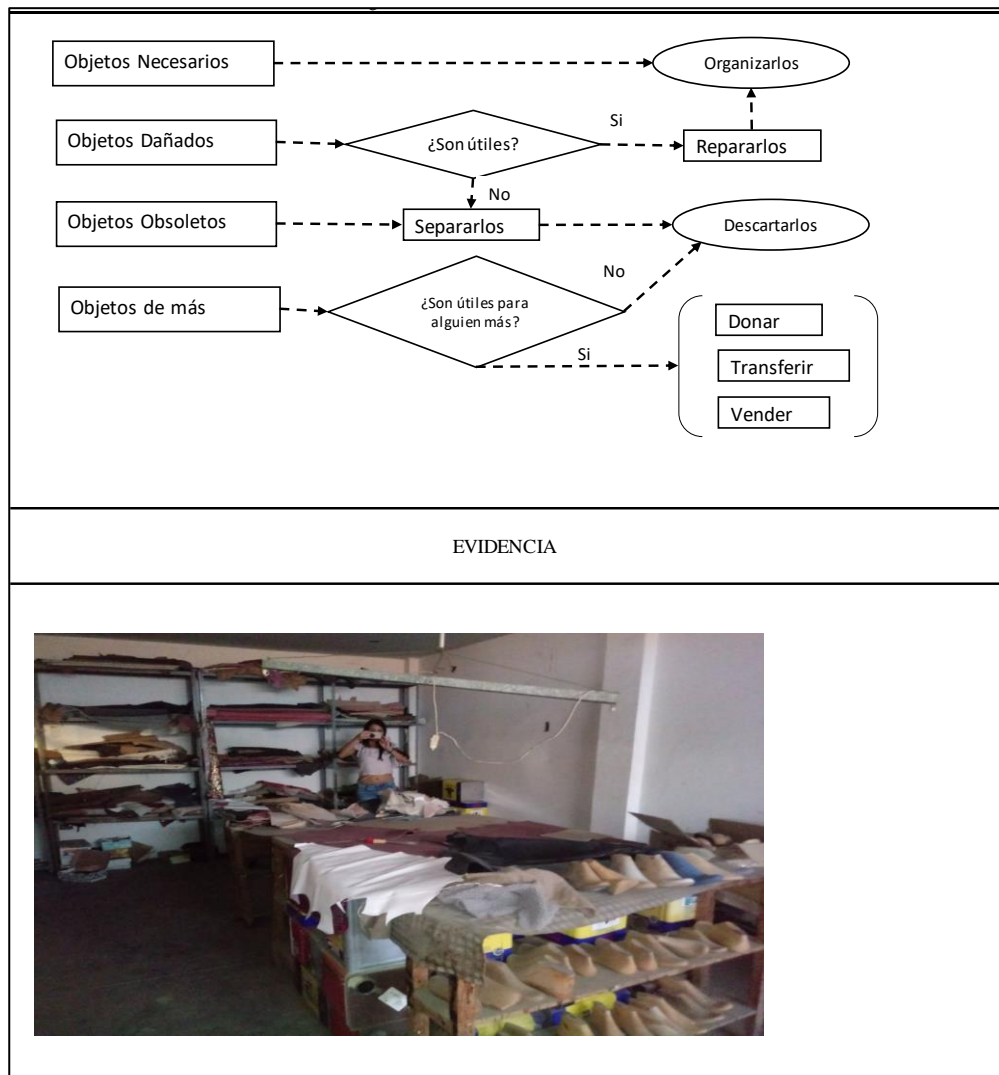 Objetos Necesarios
Organizarlos
Objetos Dañados
¿Son útiles?
Si
Repararlos
No
Objetos Obsoletos
Separarlos
Descartarlos
Objetos de más
¿Son útiles para
alguien más?
No
Si
Donar
Transferir
Vender
EVIDENCIA